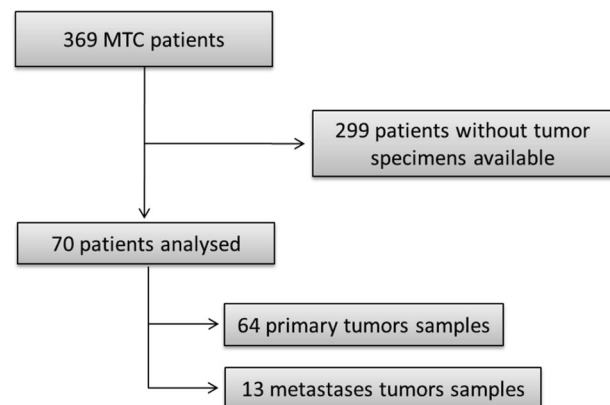 369 MTC patients
299 patients without tumor
specimens available
70 patients analysed
64 primary tumors samples
13 metastases tumors samples